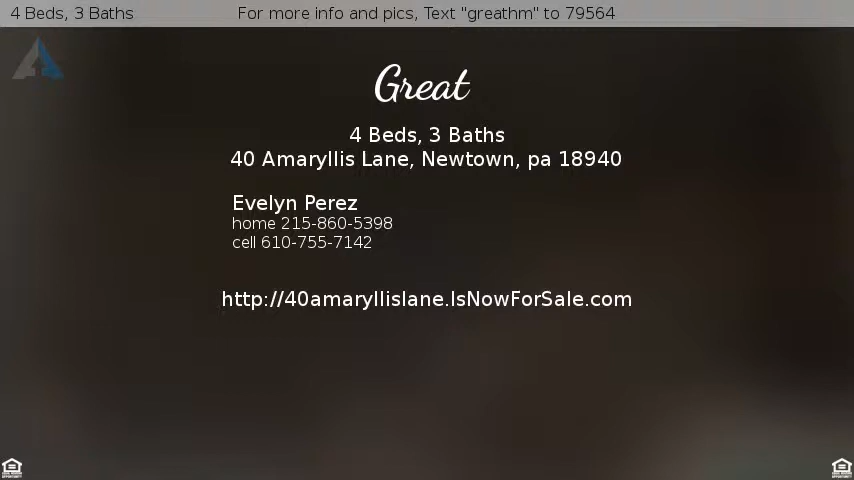 4 Beds, 3 Baths
For more info and pics, Text "greathm" to 79564
Great
4 Beds, 3 Baths
40 Amaryllis Lane, Newtown, pa 18940
Evelyn Perez
home 215-860-5398
cell 610-755-7142
http://40amaryllislane.IsNowForSale.com